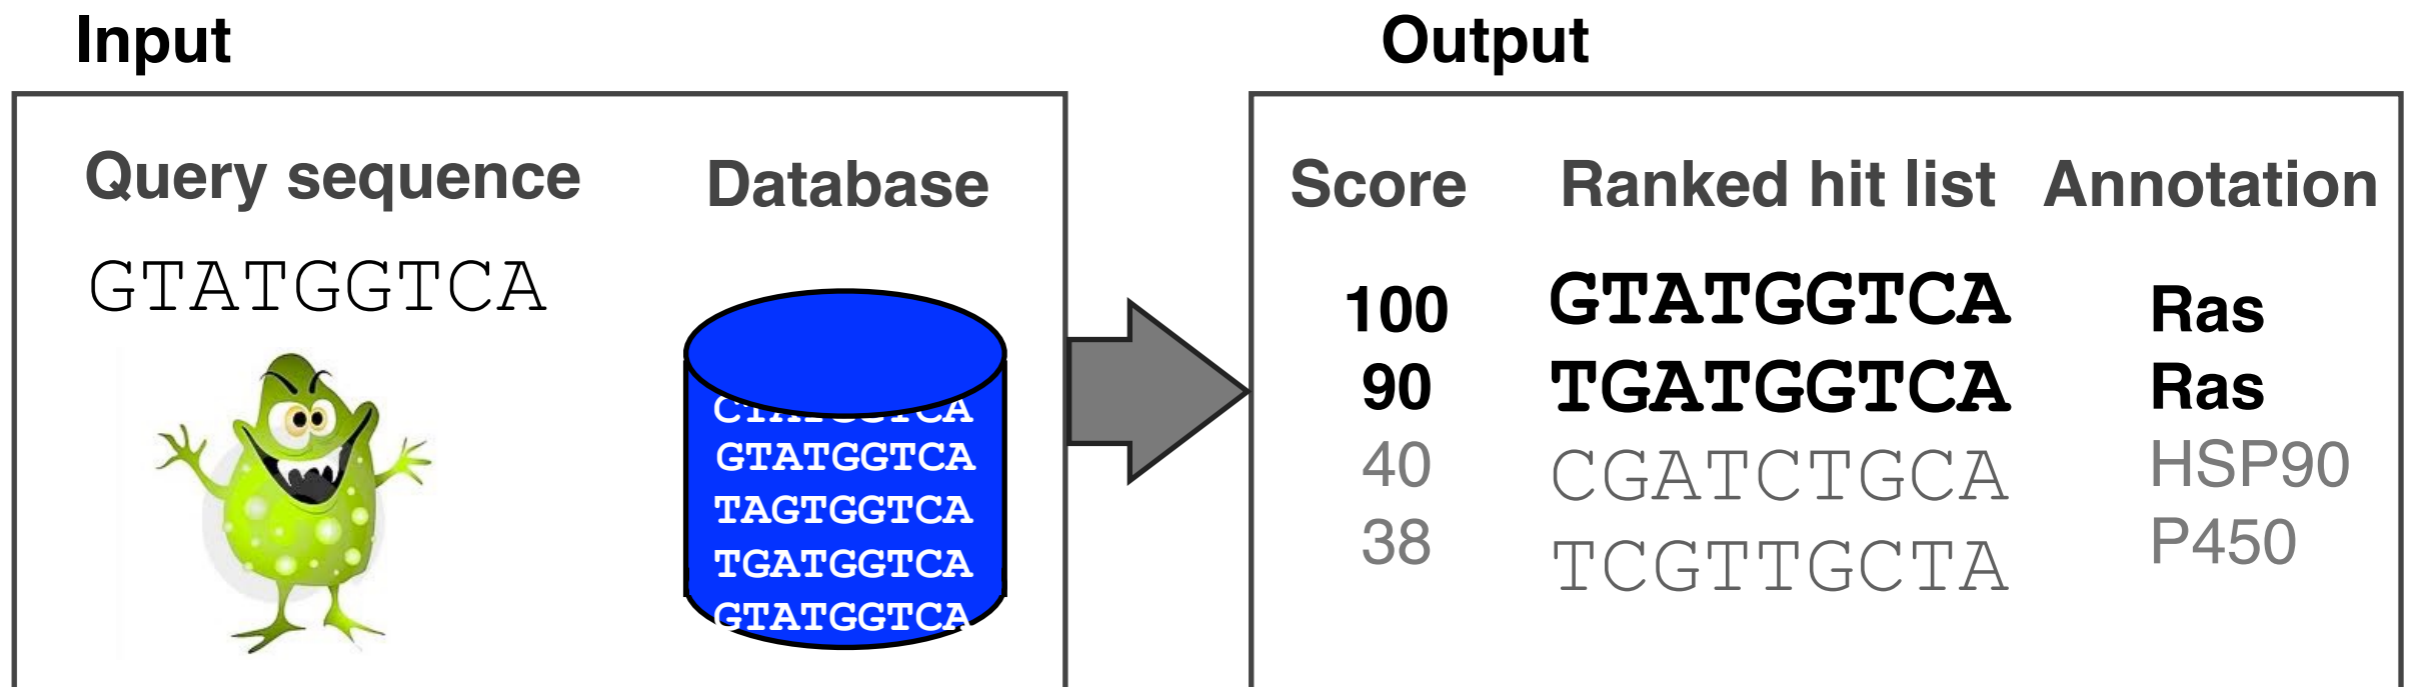 Input
Query sequence
GTATGGTCA
Database
GTATGGTCA
TAGTGGTCA
TGATGGTCA
GTATGGTCA
Output
Score Ranked hit list Annotation
100 GTATGGTCA Ras
90 TGATGGTCA Ras
40 CGATCTGCA HSP90
38 TCGTTGCTA P450